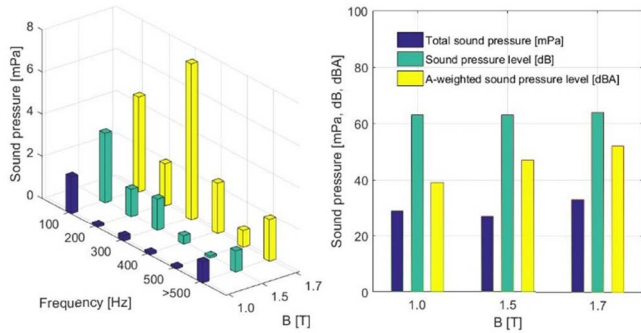 8
6
4
2
0
Sound pressure [mPa]
100
200
300
400
500
>500
Frequency [Hz]
1.0
1.5
1.7
B [T]
100
80
60
40
20
0
Sound pressure [mPa, dB, dBA]
Total sound pressure [mPa]
Sound pressure level [dB]
A-weighted sound pressure level [dBA]
1.0
1.5
1.7
B [T]